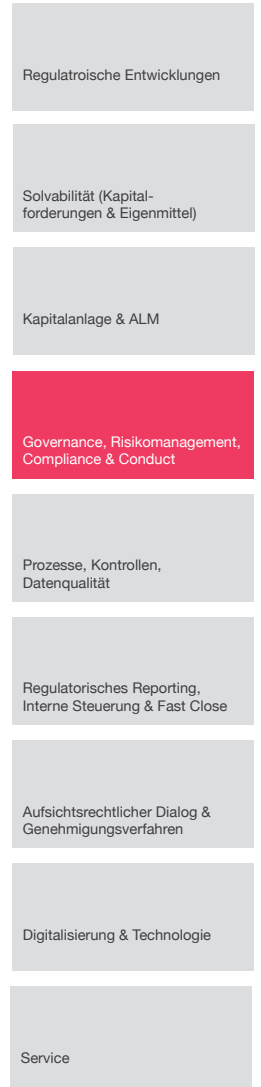 Regulatroische Entwicklungen
Solvabilität (Kapital-
forderungen & Eigenmittel)
Kapitalanlage & ALM
Governance, Risikomanagement,
Compliance & Conduct
Prozesse, Kontrollen,
Datenqualität
Regulatorisches Reporting,
Interne Steuerung & Fast Close
Aufsichtsrechtlicher Dialog &
Genehmigungsverfahren
Digitalisierung & Technologie
Service